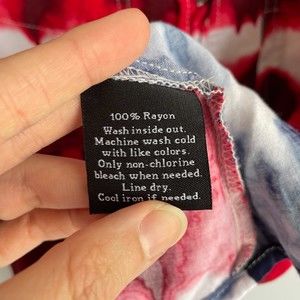 100% Rayon
Wash inside out.
Machine wash cold
with like colors.
Only non-chlorine
bleach when needed.
Line dry.
Cool iron if needed.